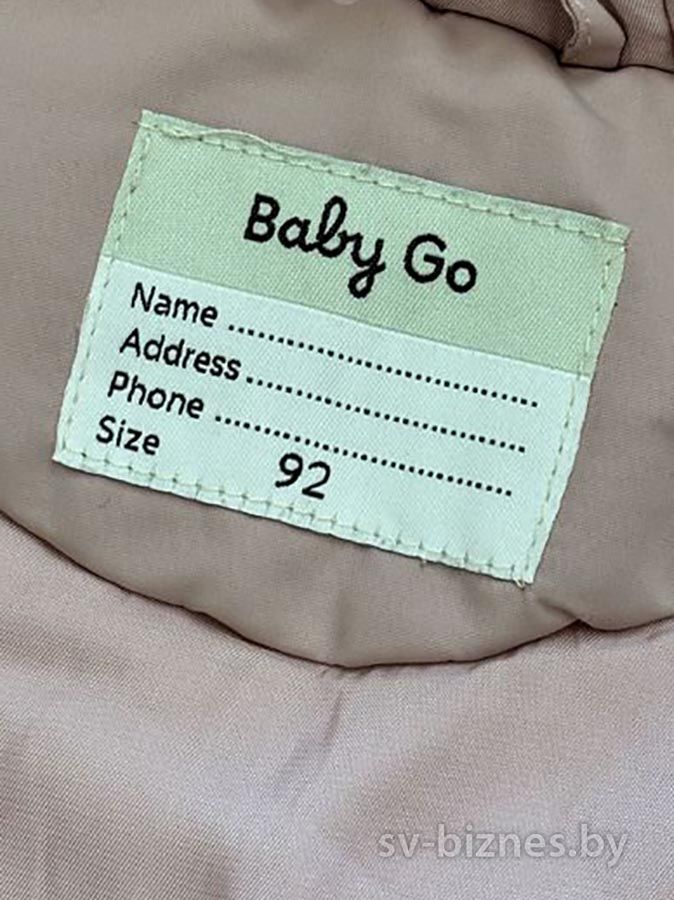 Baby Go
Name ........................................
Address ....................................
Phone ......................................
Size 92
sv-biznes.by